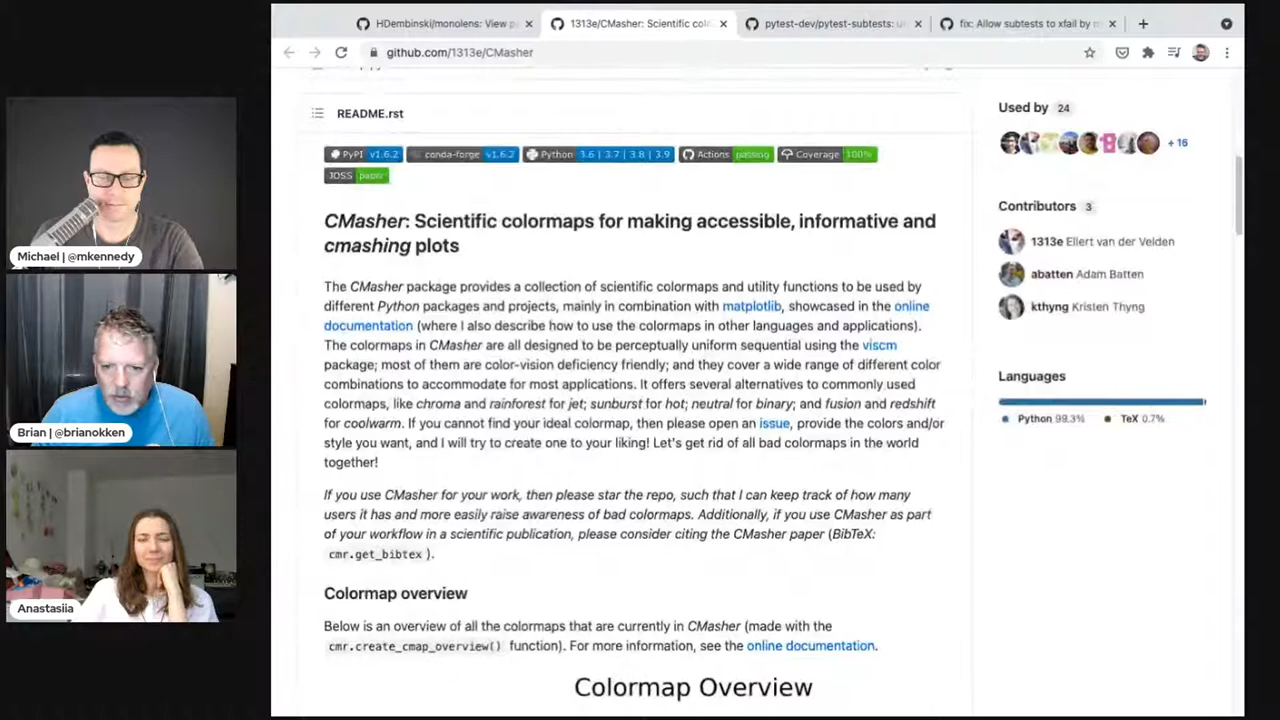 HDembinski/monolens: View p
1313e/CMasher: Scientific col
pytest-dev/pytest-subtests: u
fix: Allow subtests to xfail by m
github.com/1313e/CMasher
README.rst
PyPI v1.6.2 conda-forge v1.6.2 Python 3.6 | 3.7 | 3.8 | 3.9 Actions passing Coverage 100%
JOSS paper
CMasher: Scientific colormaps for making accessible, informative and
cmashing plots
The CMasher package provides a collection of scientific colormaps and utility functions to be used by
different Python packages and projects, mainly in combination with matplotlib, showcased in the online
documentation (where I also describe how to use the colormaps in other languages and applications).
The colormaps in CMasher are all designed to be perceptually uniform sequential using the viscm
package; most of them are color-vision deficiency friendly; and they cover a wide range of different color
combinations to accommodate for most applications. It offers several alternatives to commonly used
colormaps, like chroma and rainforest for jet; sunburst for hot; neutral for binary; and fusion and redshift
for coolwarm. If you cannot find your ideal colormap, then please open an issue, provide the colors and/or
style you want, and I will try to create one to your liking! Let's get rid of all bad colormaps in the world
together!
If you use CMasher for your work, then please star the repo, such that I can keep track of how many
users it has and more easily raise awareness of bad colormaps. Additionally, if you use CMasher as part
of your workflow in a scientific publication, please consider citing the CMasher paper (BibTeX:
cmr.get_bibtex ).
Colormap overview
Below is an overview of all the colormaps that are currently in CMasher (made with the
cmr.create_cmap_overview() function). For more information, see the online documentation.
Colormap Overview
Used by 24
+ 16
Contributors 3
1313e Ellert van der Velden
abatten Adam Batten
kthyng Kristen Thyng
Languages
Python 99.3% TeX 0.7%
Michael | @mkennedy
Brian | @brianokken
Anastasiia